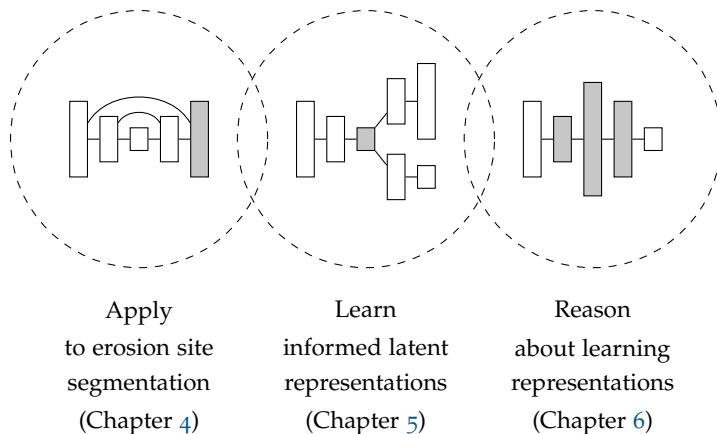 Apply
to erosion site
segmentation
(Chapter 4)
Learn
informed latent
representations
(Chapter 5)
Reason
about learning
representations
(Chapter 6)